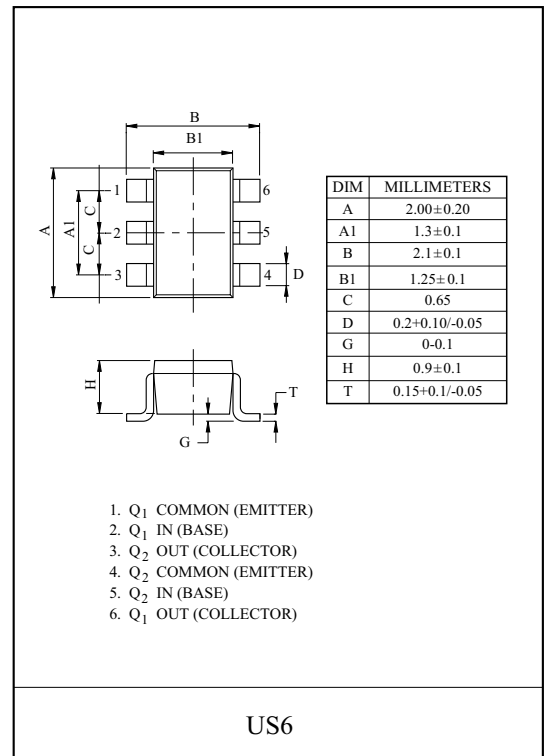 B
B1
1
6
A
A1
C
2
5
C
3
4
D
H
T
G
DIM MILLIMETERS
A 2.00±0.20
A1 1.3±0.1
B 2.1±0.1
B1 1.25±0.1
C 0.65
D 0.2+0.10/-0.05
G 0-0.1
H 0.9±0.1
T 0.15+0.1/-0.05
1. Q1 COMMON (EMITTER)
2. Q1 IN (BASE)
3. Q2 OUT (COLLECTOR)
4. Q2 COMMON (EMITTER)
5. Q2 IN (BASE)
6. Q1 OUT (COLLECTOR)
US6